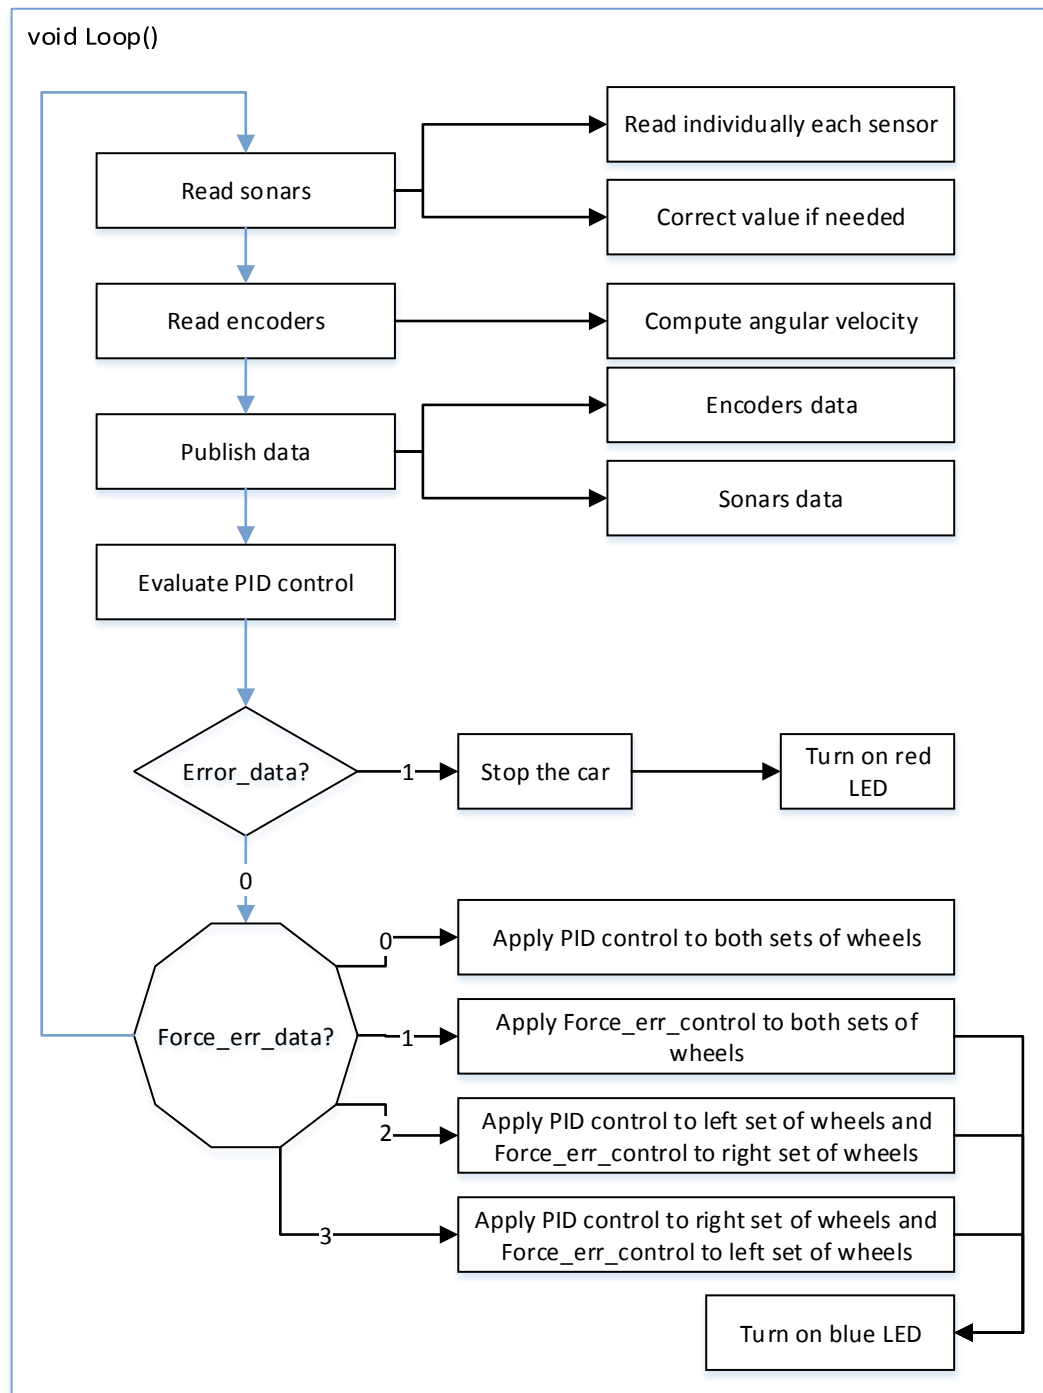 void Loop()
Read individually each sensor
Read sonars
Correct value if needed
Read encoders
Compute angular velocity
Encoders data
Publish data
Sonars data
Evaluate PID control
Error_data?
1
Stop the car
Turn on red
LED
0
0
Apply PID control to both sets of wheels
Force_err_data?
1
Apply Force_err_control to both sets of
wheels
2
Apply PID control to left set of wheels and
Force_err_control to right set of wheels
3
Apply PID control to right set of wheels and
Force_err_control to left set of wheels
Turn on blue LED